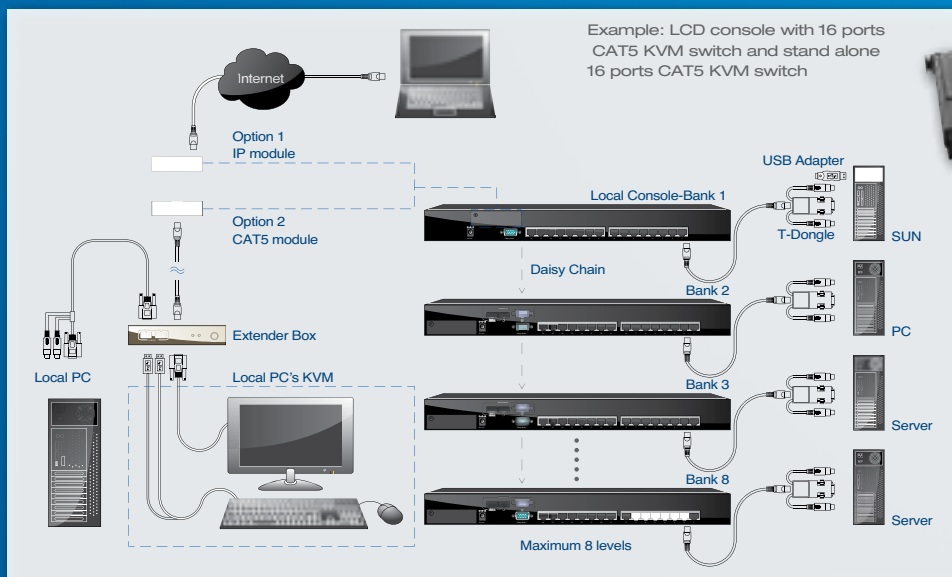 Example: LCD console with 16 ports
CAT5 KVM switch and stand alone
16 ports CAT5 KVM switch
Internet
Option 1
IP module
USB Adapter
Local Console-Bank 1
Option 2
CAT5 module
T-Dongle
SUN
Daisy Chain
Bank 2
Extender Box
PC
Local PC
Local PC's KVM
Bank 3
Server
Bank 8
Server
Maximum 8 levels